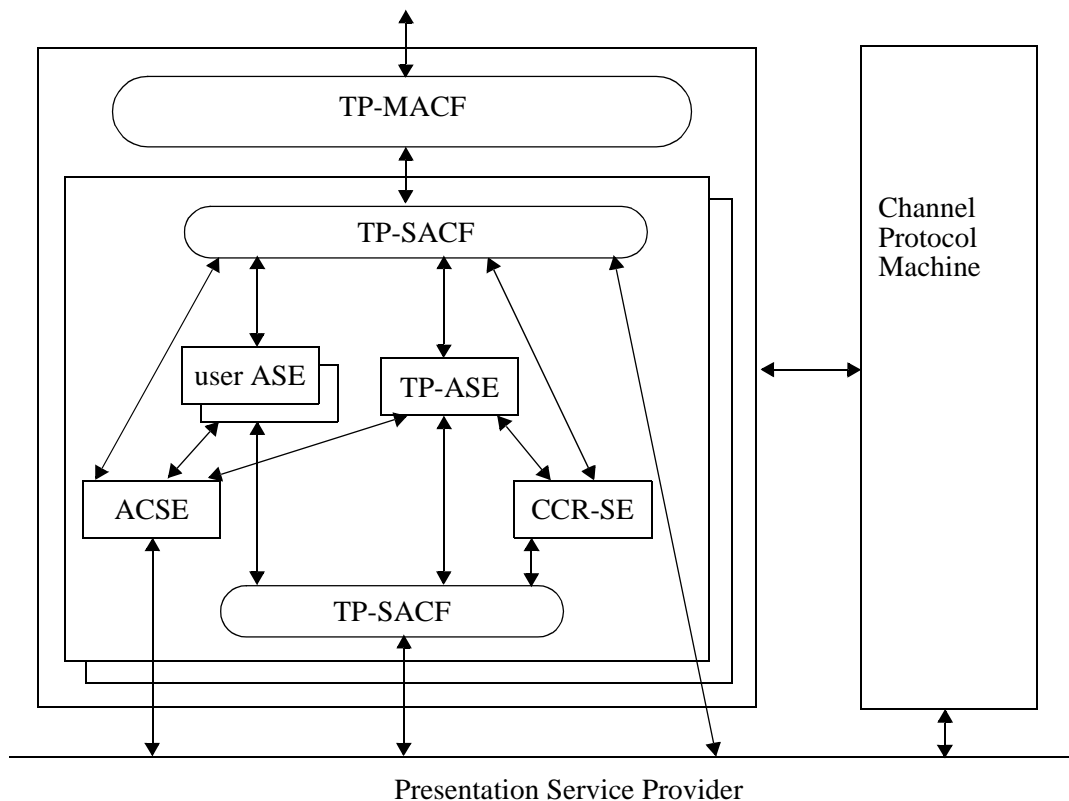 TP-MACF
TP-SACF
Channel
Protocol
Machine
user ASE
TP-ASE
ACSE
CCR-SE
TP-SACF
Presentation Service Provider